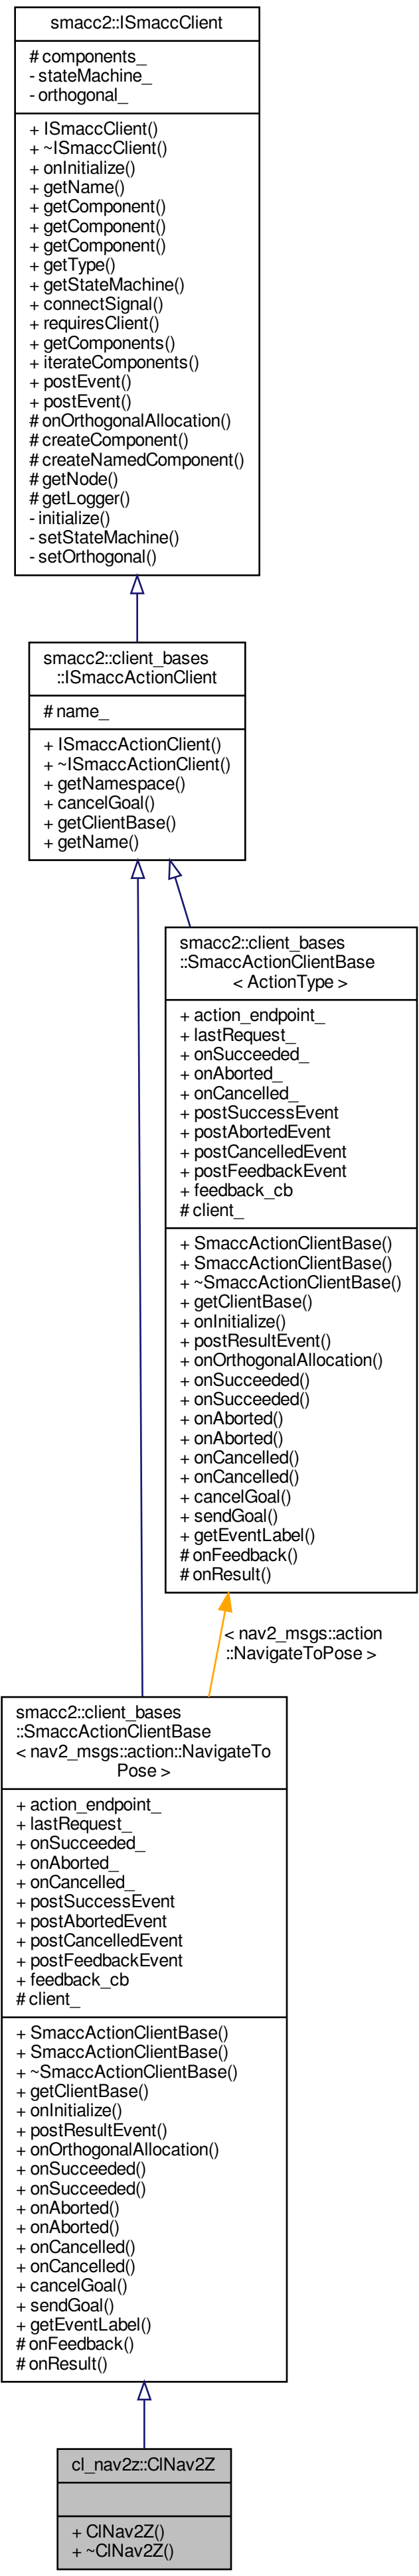 smacc2::ISmaccClient
# components_
- stateMachine_
- orthogonal_
+ ISmaccClient()
+ ~ISmaccClient()
+ onInitialize()
+ getName()
+ getComponent()
+ getComponent()
+ getComponent()
+ getType()
+ getStateMachine()
+ connectSignal()
+ requiresClient()
+ getComponents()
+ iterateComponents()
+ postEvent()
+ postEvent()
# onOrthogonalAllocation()
# createComponent()
# createNamedComponent()
# getNode()
# getLogger()
- initialize()
- setStateMachine()
- setOrthogonal()
smacc2::client_bases
::ISmaccActionClient
# name_
+ ISmaccActionClient()
+ ~ISmaccActionClient()
+ getNamespace()
+ cancelGoal()
+ getClientBase()
+ getName()
smacc2::client_bases
::SmaccActionClientBase
< ActionType >
+ action_endpoint_
+ lastRequest_
+ onSucceeded_
+ onAborted_
+ onCancelled_
+ postSuccessEvent
+ postAbortedEvent
+ postCancelledEvent
+ postFeedbackEvent
+ feedback_cb
# client_
+ SmaccActionClientBase()
+ SmaccActionClientBase()
+ ~SmaccActionClientBase()
+ getClientBase()
+ onInitialize()
+ postResultEvent()
+ onOrthogonalAllocation()
+ onSucceeded()
+ onSucceeded()
+ onAborted()
+ onAborted()
+ onCancelled()
+ onCancelled()
+ cancelGoal()
+ sendGoal()
+ getEventLabel()
# onFeedback()
# onResult()
< nav2_msgs::action
::NavigateToPose >
smacc2::client_bases
::SmaccActionClientBase
< nav2_msgs::action::NavigateTo
Pose >
+ action_endpoint_
+ lastRequest_
+ onSucceeded_
+ onAborted_
+ onCancelled_
+ postSuccessEvent
+ postAbortedEvent
+ postCancelledEvent
+ postFeedbackEvent
+ feedback_cb
# client_
+ SmaccActionClientBase()
+ SmaccActionClientBase()
+ ~SmaccActionClientBase()
+ getClientBase()
+ onInitialize()
+ postResultEvent()
+ onOrthogonalAllocation()
+ onSucceeded()
+ onSucceeded()
+ onAborted()
+ onAborted()
+ onCancelled()
+ onCancelled()
+ cancelGoal()
+ sendGoal()
+ getEventLabel()
# onFeedback()
# onResult()
cl_nav2z::ClNav2Z
+ ClNav2Z()
+ ~ClNav2Z()